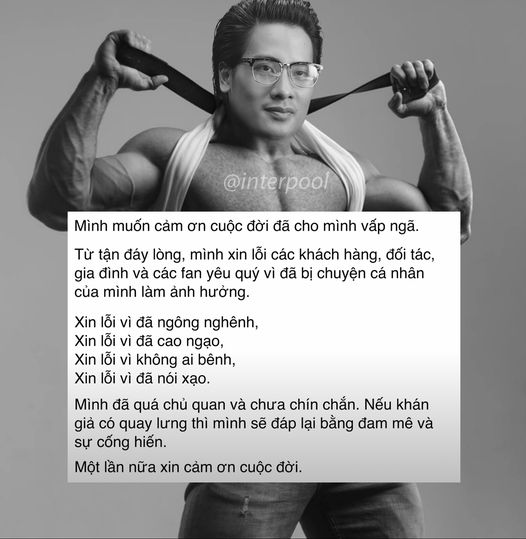 @interpool
Mình muốn cảm ơn cuộc đời đã cho mình vấp ngã.
Từ tận đáy lòng, mình xin lỗi các khách hàng, đối tác,
gia đình và các fan yêu quý vì đã bị chuyện cá nhân
của mình làm ảnh hưởng.
Xin lỗi vì đã ngông nghênh,
Xin lỗi vì đã cao ngạo,
Xin lỗi vì không ai bênh,
Xin lỗi vì đã nói xạo.
Mình đã quá chủ quan và chưa chín chắn. Nếu khán
giả có quay lưng thì mình sẽ đáp lại bằng đam mê và
sự cống hiến.
Một lần nữa xin cảm ơn cuộc đời.